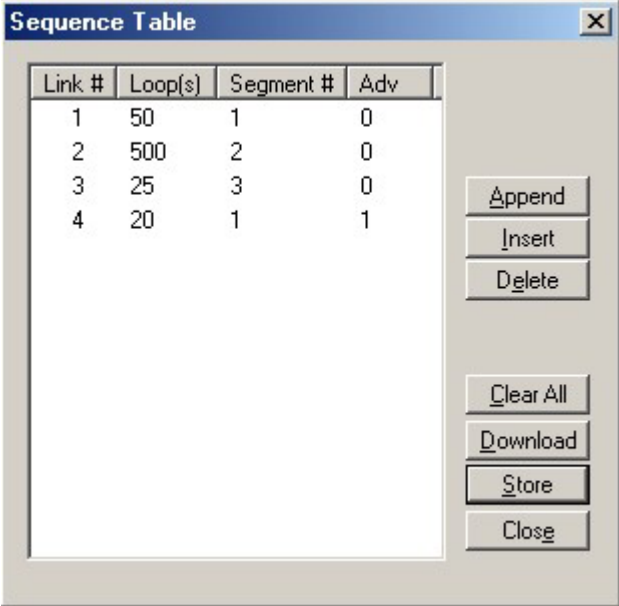 Sequence Table
Link # Loop(s) Segment # Adv
1 50 1 0
2 500 2 0
3 25 3 0
4 20 1 1
Append
Insert
Delete
Clear All
Download
Store
Close